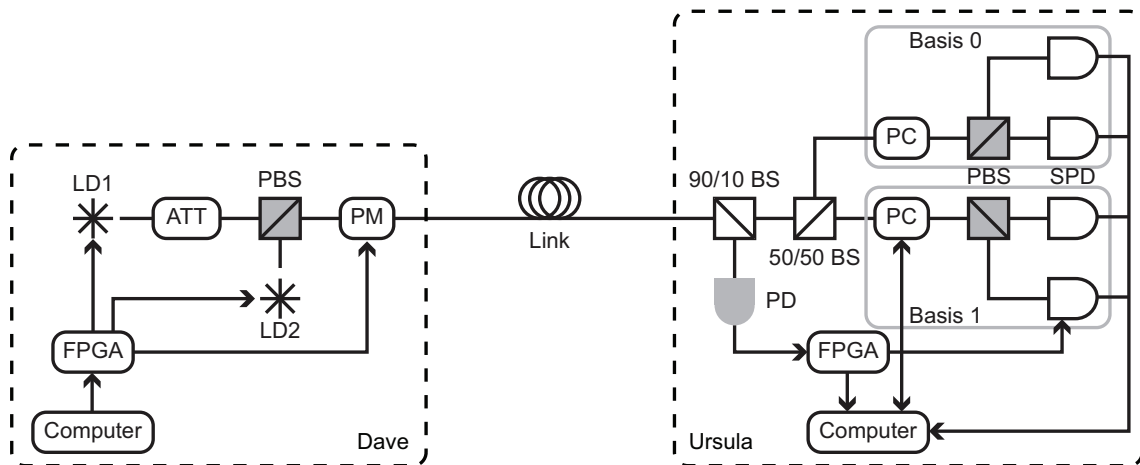 Basis 0
PC
PBS
SPD
LD1
PBS
90/10 BS
ATT
PM
PC
Link
50/50 BS
PD
LD2
Basis 1
FPGA
FPGA
Computer
Dave
Ursula
Computer